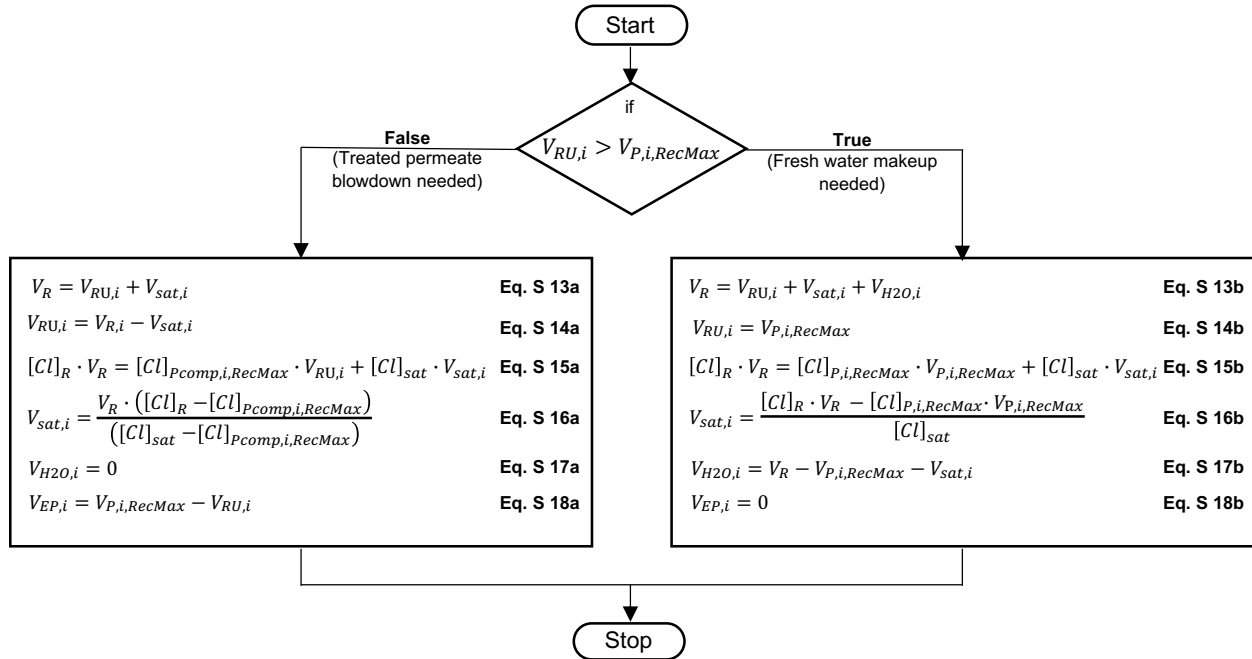 Start
if
V_{RU,i} > V_{P,i,RecMax}
False
(Treated permeate
blowdown needed)
True
(Fresh water makeup
needed)
V_R = V_{RU,i} + V_{sat,i} Eq. S 13a
V_{RU,i} = V_{R,i} − V_{sat,i} Eq. S 14a
[Cl]_R · V_R = [Cl]_{Pcomp,i,RecMax} · V_{RU,i} + [Cl]_{sat} · V_{sat,i} Eq. S 15a
V_{sat,i} = \frac{V_R · ([Cl]_R − [Cl]_{Pcomp,i,RecMax})}{([Cl]_{sat} − [Cl]_{Pcomp,i,RecMax})} Eq. S 16a
V_{H2O,i} = 0 Eq. S 17a
V_{EP,i} = V_{P,i,RecMax} − V_{RU,i} Eq. S 18a
V_R = V_{RU,i} + V_{sat,i} + V_{H2O,i} Eq. S 13b
V_{RU,i} = V_{P,i,RecMax} Eq. S 14b
[Cl]_R · V_R = [Cl]_{P,i,RecMax} · V_{P,i,RecMax} + [Cl]_{sat} · V_{sat,i} Eq. S 15b
V_{sat,i} = \frac{[Cl]_R · V_R − [Cl]_{P,i,RecMax} · V_{P,i,RecMax}}{[Cl]_{sat}} Eq. S 16b
V_{H2O,i} = V_R − V_{P,i,RecMax} − V_{sat,i} Eq. S 17b
V_{EP,i} = 0 Eq. S 18b
Stop